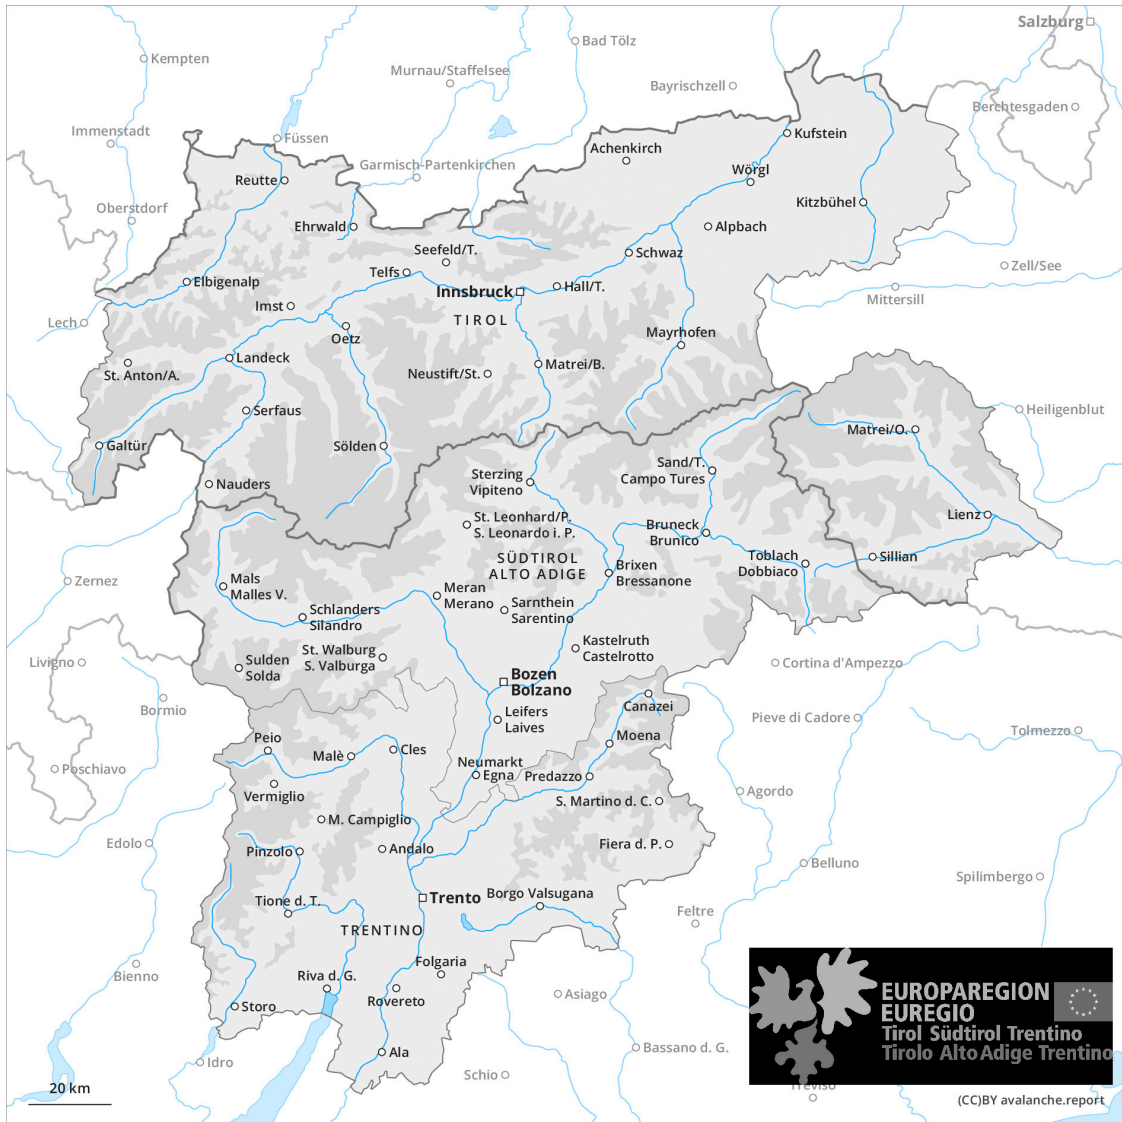 Salzburg
Bad Tölz
Kempten
Murnau/Staffelsee
Bayrischzell
Berchtesgaden
Immenstadt
Füssen
Kufstein
Achenkirch
Garmisch-Partenkirchen
Wörgl
Reutte
Kitzbühel
Oberstdorf
Ehrwald
Alpbach
Seefeld/T.
Schwaz
Zell/See
Telfs
Elbigenalp
Hall/T.
Innsbruck
Mittersill
Imst
TIROL
Lech
Oetz
Mayrhofen
Landeck
Matrei/B.
St. Anton/A.
Neustift/St.
Serfaus
Heiligenblut
Matrei/O.
Galtür
Sölden
Sand/T.
Campo Tures
Sterzing
Vipiteno
Nauders
St. Leonhard/P.
S. Leonardo i. P.
Lienz
Bruneck
Brunico
SÜDTIROL
ALTO ADIGE
Toblach
Dobbiaco
Sillian
Brixen
Bressanone
Zernez
Mals
Malles V.
Meran
Merano
Sarnthein
Sarentino
Schlanders
Silandro
Kastelruth
Castelrotto
St. Walburg
S. Valburga
Livigno
Sulden
Solda
Cortina d'Ampezzo
Bozen
Bolzano
Bormio
Canazei
Leifers
Laives
Pieve di Cadore
Tolmezzo
Peio
Moena
Cles
Malè
Neumarkt
Egna
Predazzo
Poschiavo
Vermiglio
Agordo
S. Martino d. C.
M. Campiglio
Edolo
Fiera d. P.
Andalo
Pinzolo
Belluno
Spilimbergo
Borgo Valsugana
Trento
Tione d. T.
Feltre
TRENTINO
Folgaria
Bienno
Riva d. G.
Rovereto
Asiago
Storo
EUROPAREGION
EUREGIO
Tirol Südtirol Trentino
Tirolo Alto Adige Trentino
Ala
Bassano d. G.
Idro
Schio
Treviso
20 km
(CC)BY avalanche.report